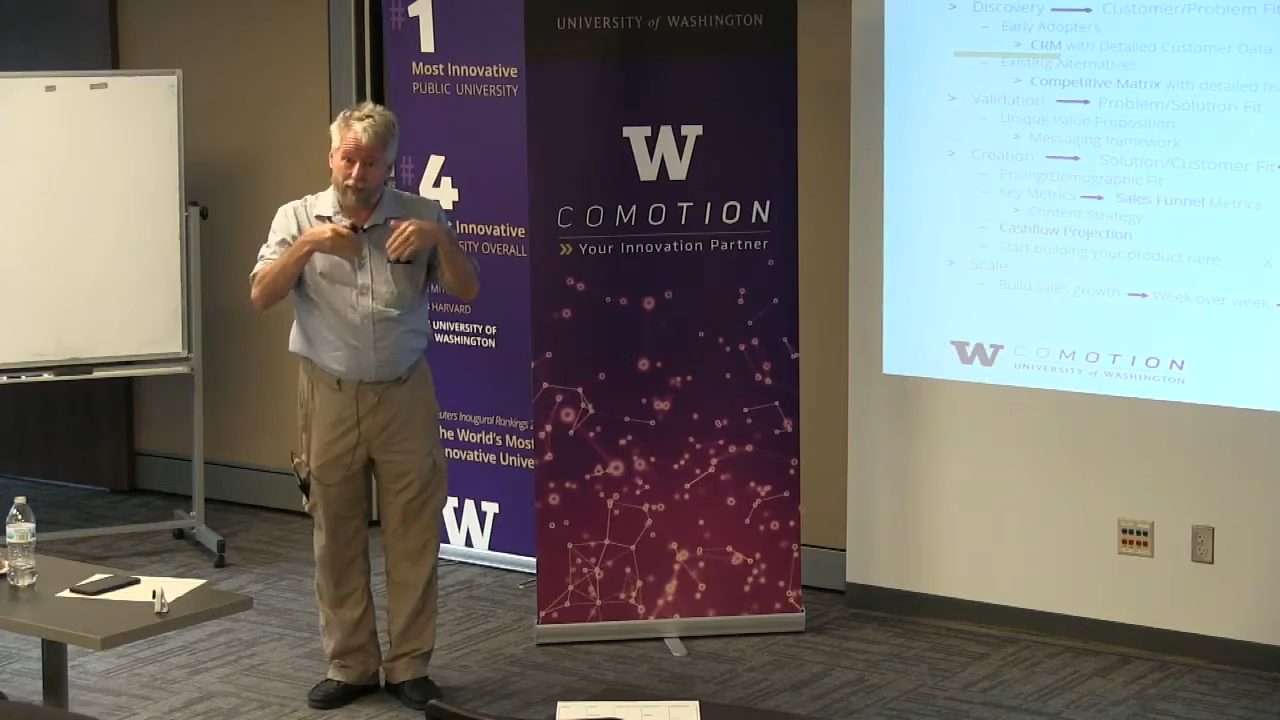 #1
Most Innovative
PUBLIC UNIVERSITY
#4
Innovative
SITY OVERALL
HARVARD
UNIVERSITY OF
WASHINGTON
euters Inaugural Rankings
the World's Most
nnovative Unive
W
UNIVERSITY of WASHINGTON
W
COMOTION
» Your Innovation Partner
> Discovery → Customer/Problem Fi
– Early Adopters
> CRM with Detailed Customer Data
– Existing Alternatives
> Competitive Matrix with detailed fe
> Validation → Problem/Solution Fit
– Unique Value Proposition
> Messaging framework
> Creation → Solution/Customer Fit
– Pricing/Demographic Fit
– Key Metrics → Sales Funnel Metrics
> Content Strategy
– Cashflow Projection
– Start building your product here X
> Scale
– Build sales growth → Week over week
W COMOTION
UNIVERSITY of WASHINGTON